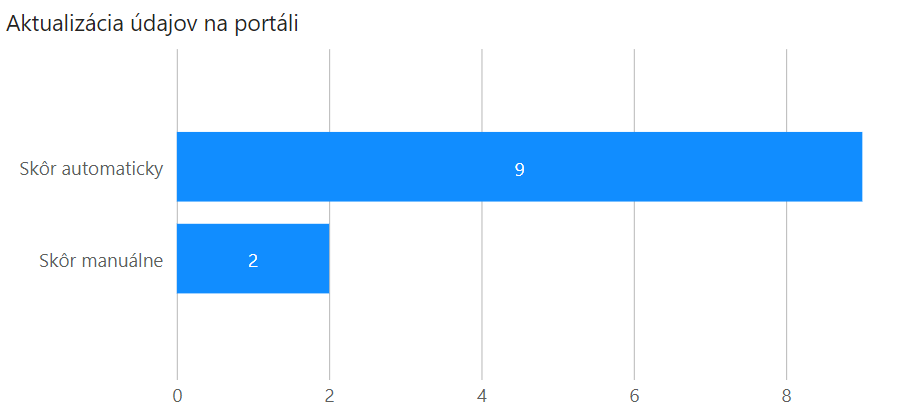 Aktualizácia údajov na portáli
Skôr automaticky
9
Skôr manuálne
2
0 2 4 6 8